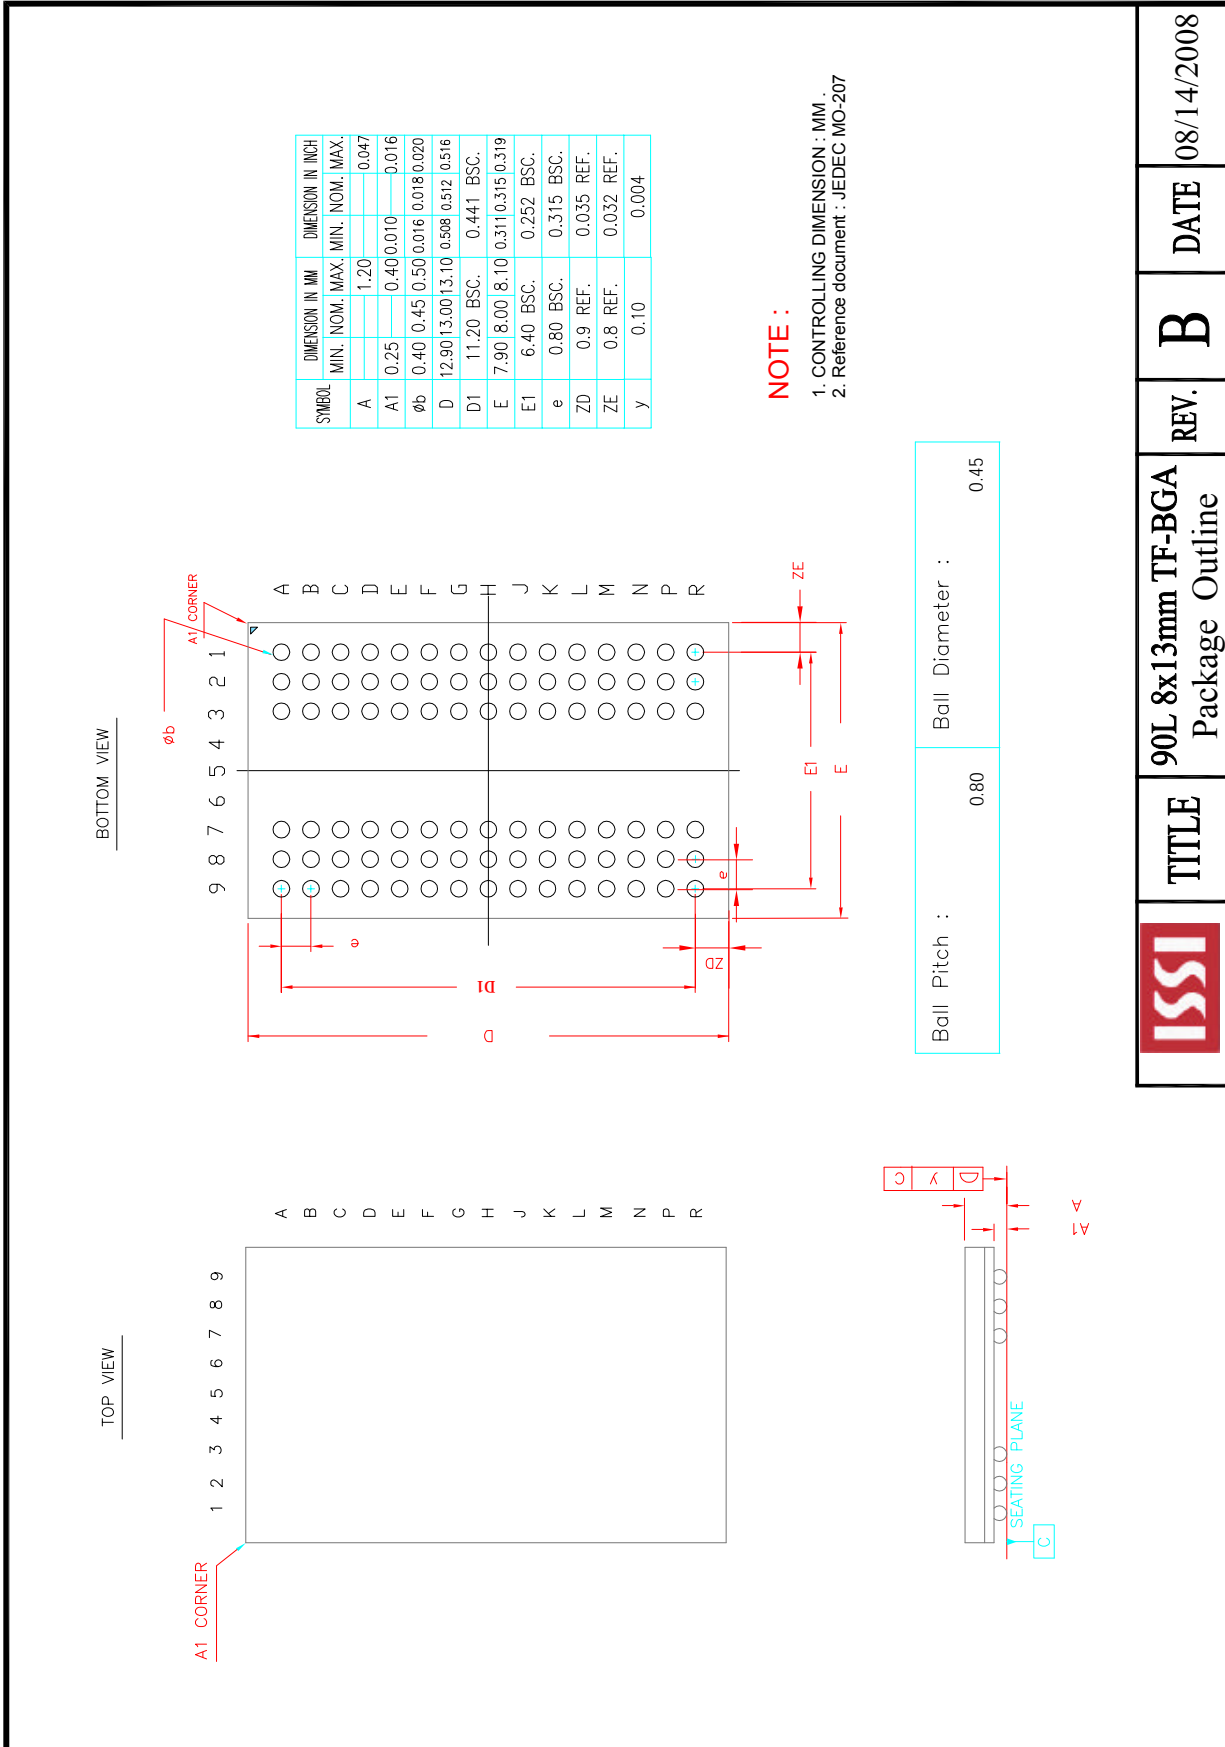 TOP VIEW
A1 CORNER
1 2 3 4 5 6 7 8 9
A
B
C
D
E
F
G
H
J
K
L
M
N
P
R
BOTTOM VIEW
øb
A1 CORNER
9 8 7 6 5 4 3 2 1
A
B
C
D
E
F
G
H
J
K
L
M
N
P
R
e
D1
D
ZD
e
E1
E
ZE
SYMBOL DIMENSION IN MM DIMENSION IN INCH
MIN. NOM. MAX. MIN. NOM. MAX.
A 1.20 0.047
A1 0.25 0.40 0.010 0.016
øb 0.40 0.45 0.50 0.016 0.018 0.020
D 12.90 13.00 13.10 0.508 0.512 0.516
D1 11.20 BSC. 0.441 BSC.
E 7.90 8.00 8.10 0.311 0.315 0.319
E1 6.40 BSC. 0.252 BSC.
e 0.80 BSC. 0.315 BSC.
ZD 0.9 REF. 0.035 REF.
ZE 0.8 REF. 0.032 REF.
y 0.10 0.004
NOTE :
1. CONTROLLING DIMENSION : MM .
2. Reference document : JEDEC MO-207
SEATING PLANE
C
y C
A
A1
Ball Pitch : 0.80
Ball Diameter : 0.45
ISSI
TITLE
90L 8x13mm TF-BGA
Package Outline
REV.
B
DATE
08/14/2008